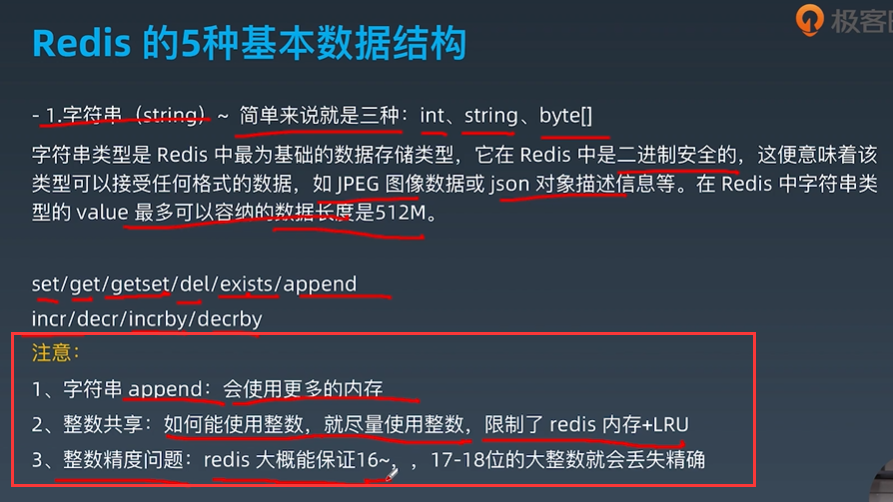 极客
Redis 的5种基本数据结构
- 1.字符串（string）~ 简单来说就是三种：int、string、byte[]
字符串类型是 Redis 中最为基础的数据存储类型，它在 Redis 中是二进制安全的，这便意味着该
类型可以接受任何格式的数据，如 JPEG 图像数据或 json 对象描述信息等。在 Redis 中字符串类
型的 value 最多可以容纳的数据长度是512M。
set/get/getset/del/exists/append
incr/decr/incrby/decrby
注意：
1、字符串 append：会使用更多的内存
2、整数共享：如何能使用整数，就尽量使用整数，限制了 redis 内存+LRU
3、整数精度问题：redis 大概能保证16~，，17-18位的大整数就会丢失精确